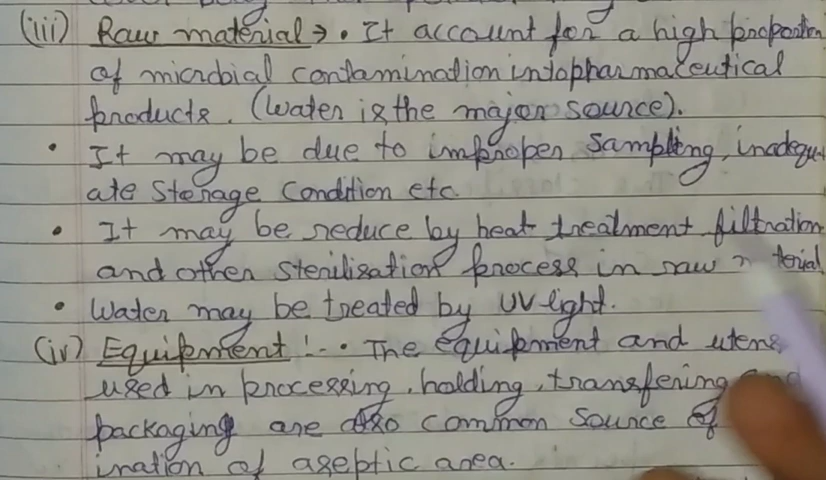 (iii) Raw material → • It account for a high proportion
of microbial contamination into pharmaceutical
products. (Water is the major source).
• It may be due to improper sampling, inadequ-
ate storage condition etc.
• It may be reduce by heat treatment filtration
and other sterilization process in raw
• Water may be treated by UV light.
(iv) Equipment :- • The equipment and utens
used in processing, holding, transfering
packaging are also common source of
ination of aseptic area.